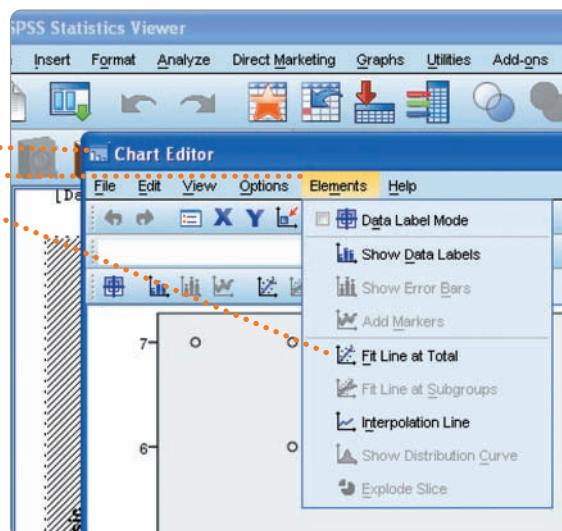 SPSS Statistics Viewer
Insert Format Analyze Direct Marketing Graphs Utilities Add-ons
Chart Editor
[Da
File Edit View Options Elements Help
X Y
Data Label Mode
Show Data Labels
Show Error Bars
Add Markers
Fit Line at Total
Fit Line at Subgroups
Interpolation Line
Show Distribution Curve
Explode Slice
7
6